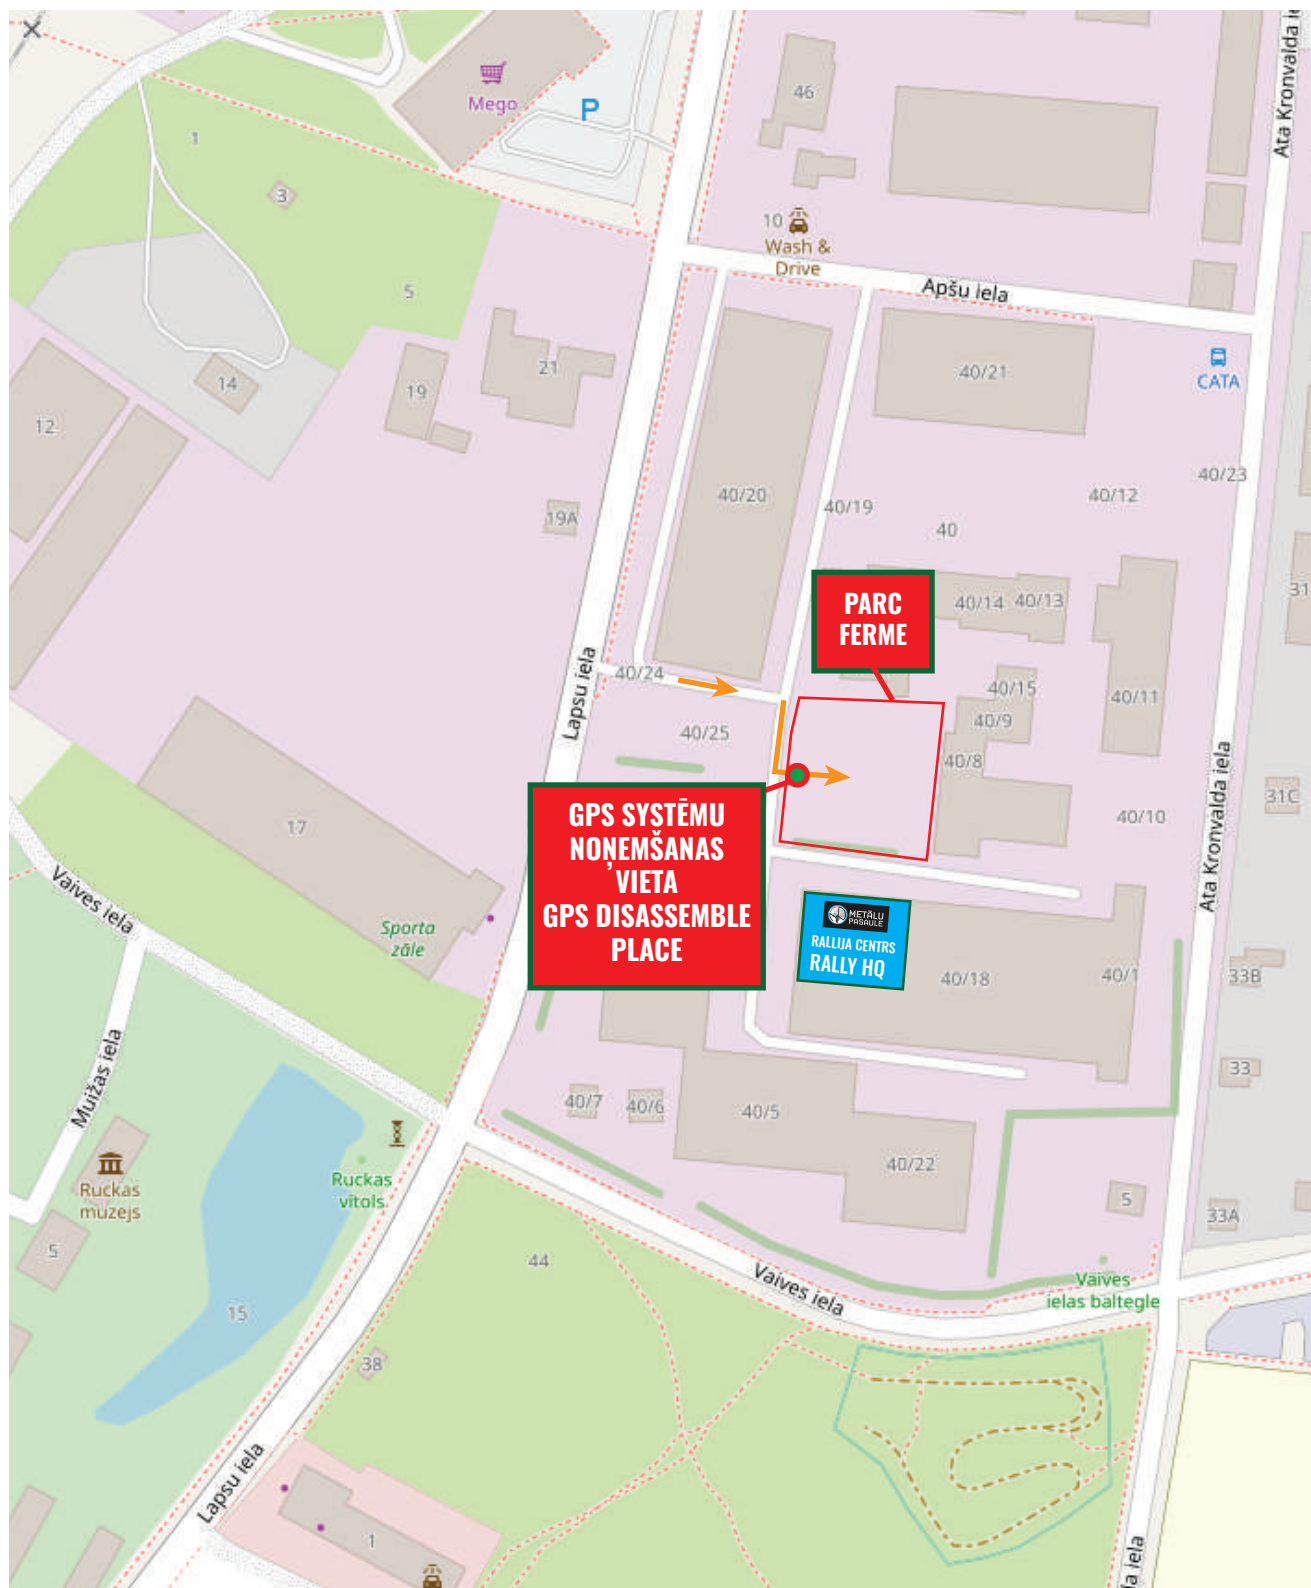 Mego
P
46
1
3
10
Wash &
Drive
Ata Kronvalda ie
Apšu iela
5
21
19
14
12
40/21
CATA
40/20
40/19
40/12
40/23
40
19A
PARC
FERME
40/14
40/13
31
Lapsu iela
40/24
40/15
40/11
40/25
40/9
40/8
GPS SYSTĒMU
NOŅEMŠANAS
VIETA
GPS DISASSEMBLE
PLACE
Ata Kronvalda iela
31C
40/10
17
Vaives iela
Sporta
zāle
METĀLU
PASAULE
RALLIJA CENTRS
RALLY HQ
40/18
40/1
33B
33
Muižas iela
40/7
40/6
40/5
40/22
Ruckas
muzejs
Ruckas
vītols
5
5
33A
44
Vaives iela
Vaives
ielas baltegle
15
38
Lapsu iela
1
a iela